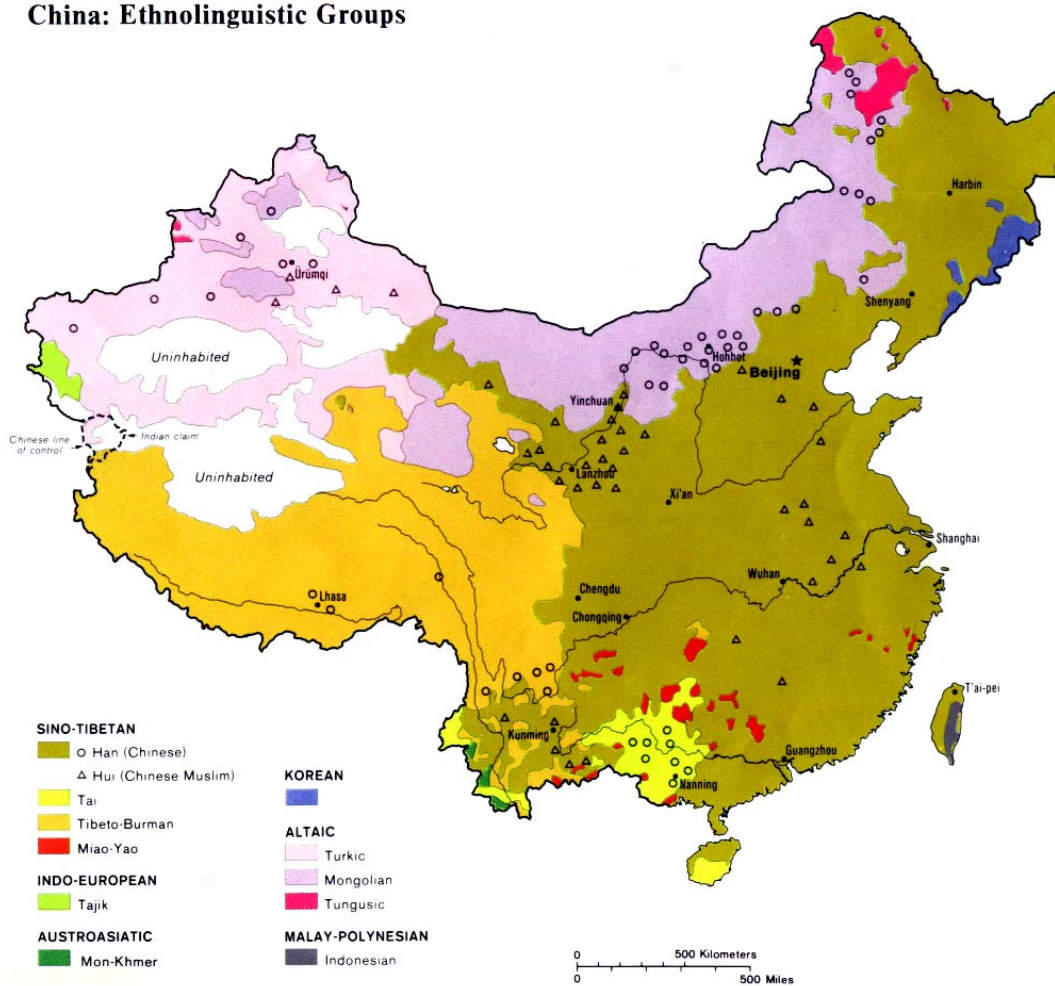 China: Ethnolinguistic Groups
Harbin
Ürümqi
Shenyang
Uninhabited
Hohhot
Beijing
Yinchuan
Chinese line
of control
Indian claim
Uninhabited
Lanzhou
Xi'an
Shanghai
Chengdu
Wuhan
Lhasa
Chongqing
T'ai-pei
Kunming
Guangzhou
Nanning
SINO-TIBETAN
Han (Chinese)
Hui (Chinese Muslim)
Tai
Tibeto-Burman
Miao-Yao
INDO-EUROPEAN
Tajik
AUSTROASIATIC
Mon-Khmer
KOREAN
ALTAIC
Turkic
Mongolian
Tungusic
MALAY-POLYNESIAN
Indonesian
0 500 Kilometers
0 500 Miles